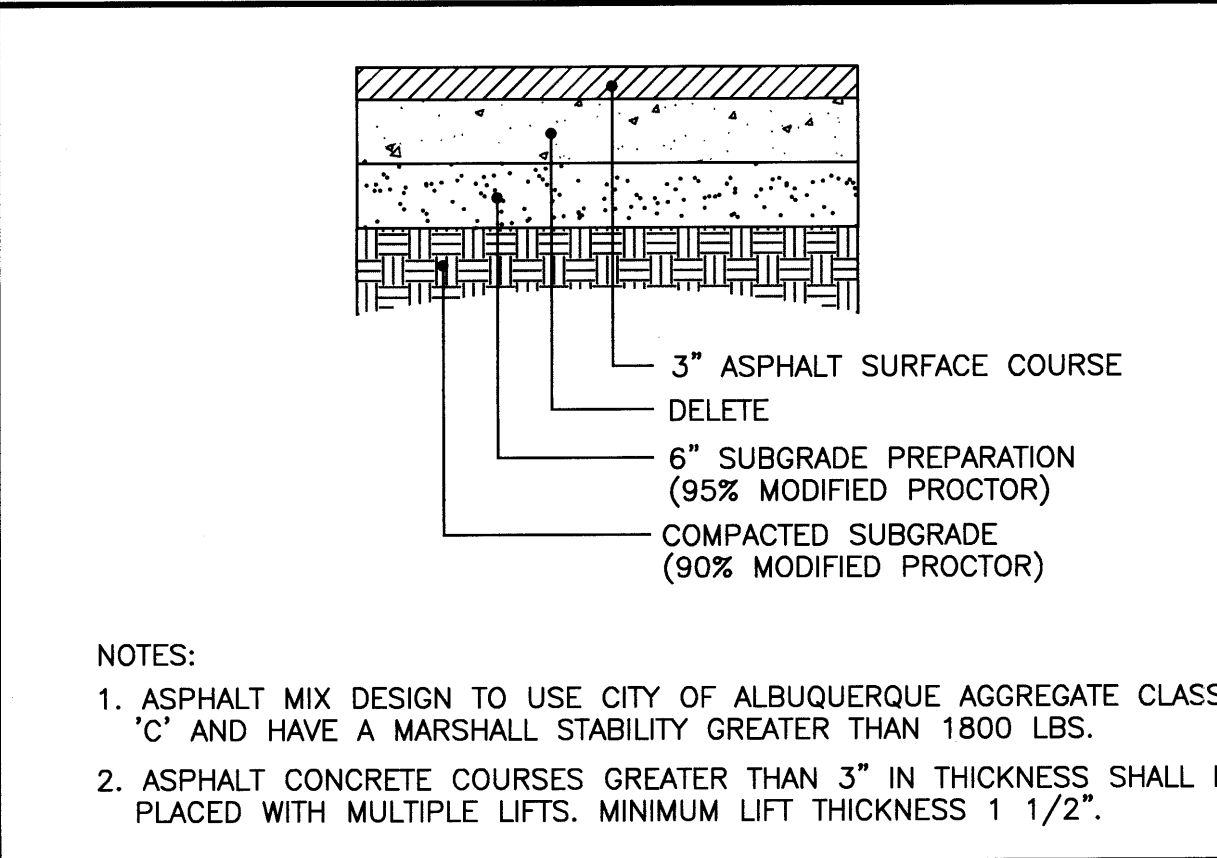 3" ASPHALT SURFACE COURSE
DELETE
6" SUBGRADE PREPARATION
(95% MODIFIED PROCTOR)
COMPACTED SUBGRADE
(90% MODIFIED PROCTOR)
NOTES:
1. ASPHALT MIX DESIGN TO USE CITY OF ALBUQUERQUE AGGREGATE CLASS
'C' AND HAVE A MARSHALL STABILITY GREATER THAN 1800 LBS.
2. ASPHALT CONCRETE COURSES GREATER THAN 3" IN THICKNESS SHALL
PLACED WITH MULTIPLE LIFTS. MINIMUM LIFT THICKNESS 1 1/2".